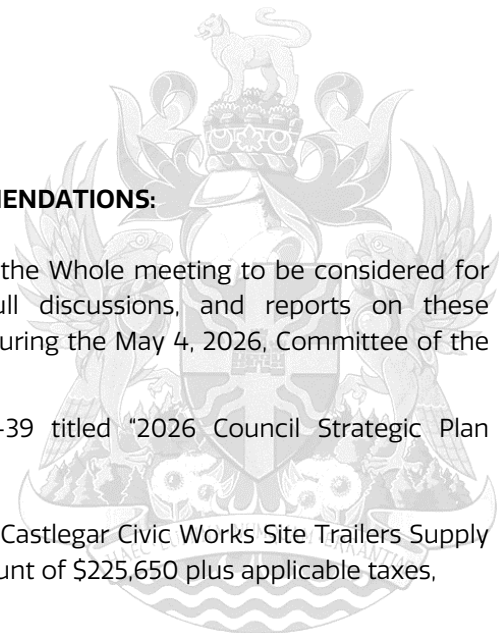 MENDATIONS:
the Whole meeting to be considered for
ull discussions, and reports on these
uring the May 4, 2026, Committee of the
-39 titled "2026 Council Strategic Plan
Castlegar Civic Works Site Trailers Supply
ount of $225,650 plus applicable taxes,